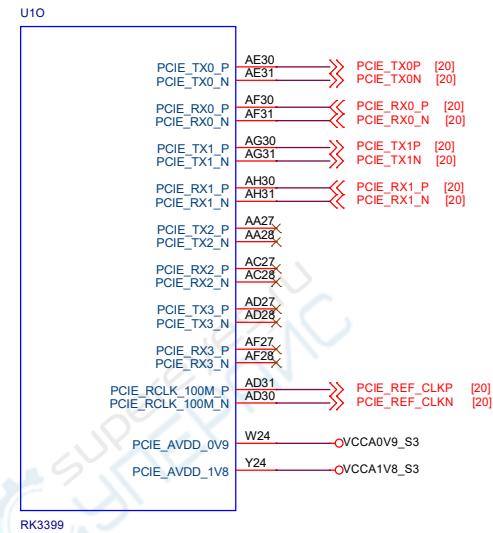 U1O
PCIE_TX0_P AE30 PCIE_TX0P [20]
PCIE_TX0_N AE31 PCIE_TX0N [20]
PCIE_RX0_P AF30 PCIE_RX0_P [20]
PCIE_RX0_N AF31 PCIE_RX0_N [20]
PCIE_TX1_P AG30 PCIE_TX1P [20]
PCIE_TX1_N AG31 PCIE_TX1N [20]
PCIE_RX1_P AH30 PCIE_RX1_P [20]
PCIE_RX1_N AH31 PCIE_RX1_N [20]
PCIE_TX2_P AA27
PCIE_TX2_N AA28
PCIE_RX2_P AC27
PCIE_RX2_N AC28
PCIE_TX3_P AD27
PCIE_TX3_N AD28
PCIE_RX3_P AF27
PCIE_RX3_N AF28
PCIE_RCLK_100M_P AD31 PCIE_REF_CLKP [20]
PCIE_RCLK_100M_N AD30 PCIE_REF_CLKN [20]
PCIE_AVDD_0V9 W24 VCCA0V9_S3
PCIE_AVDD_1V8 Y24 VCCA1V8_S3
RK3399